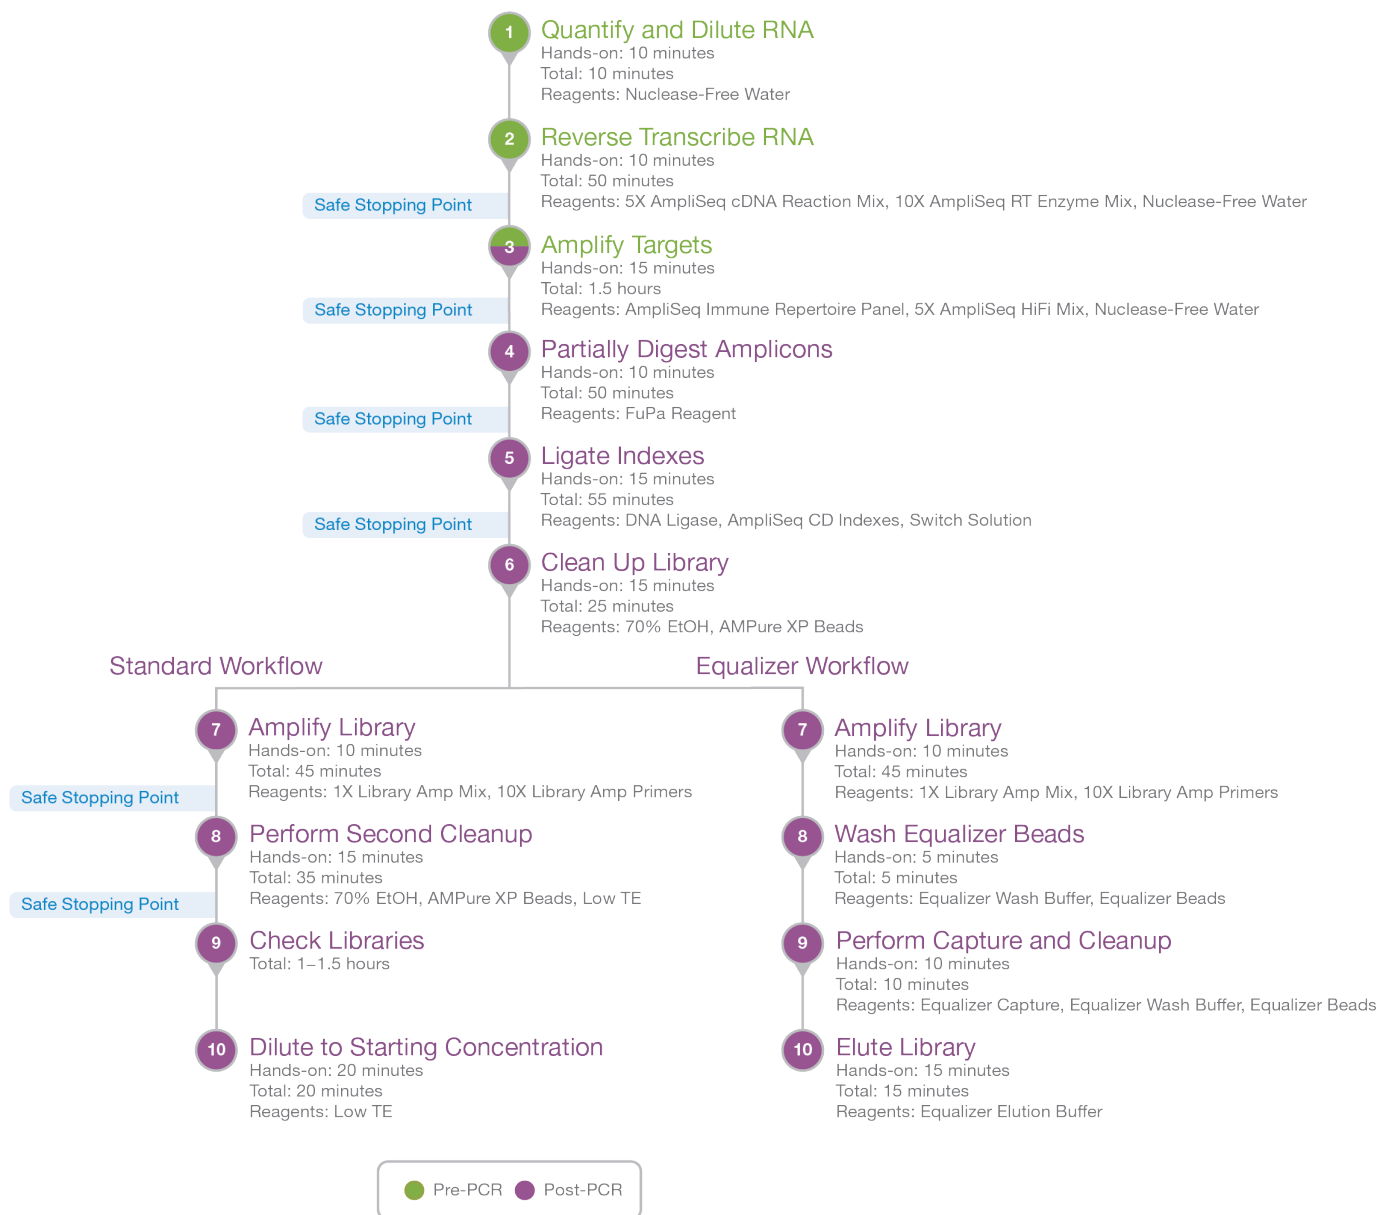 1
Quantify and Dilute RNA
Hands-on: 10 minutes
Total: 10 minutes
Reagents: Nuclease-Free Water
2
Reverse Transcribe RNA
Hands-on: 10 minutes
Total: 50 minutes
Reagents: 5X AmpliSeq cDNA Reaction Mix, 10X AmpliSeq RT Enzyme Mix, Nuclease-Free Water
Safe Stopping Point
3
Amplify Targets
Hands-on: 15 minutes
Total: 1.5 hours
Reagents: AmpliSeq Immune Repertoire Panel, 5X AmpliSeq HiFi Mix, Nuclease-Free Water
Safe Stopping Point
4
Partially Digest Amplicons
Hands-on: 10 minutes
Total: 50 minutes
Reagents: FuPa Reagent
Safe Stopping Point
5
Ligate Indexes
Hands-on: 15 minutes
Total: 55 minutes
Reagents: DNA Ligase, AmpliSeq CD Indexes, Switch Solution
Safe Stopping Point
6
Clean Up Library
Hands-on: 15 minutes
Total: 25 minutes
Reagents: 70% EtOH, AMPure XP Beads
Standard Workflow
7
Amplify Library
Hands-on: 10 minutes
Total: 45 minutes
Reagents: 1X Library Amp Mix, 10X Library Amp Primers
Safe Stopping Point
8
Perform Second Cleanup
Hands-on: 15 minutes
Total: 35 minutes
Reagents: 70% EtOH, AMPure XP Beads, Low TE
Safe Stopping Point
9
Check Libraries
Total: 1–1.5 hours
10
Dilute to Starting Concentration
Hands-on: 20 minutes
Total: 20 minutes
Reagents: Low TE
Equalizer Workflow
7
Amplify Library
Hands-on: 10 minutes
Total: 45 minutes
Reagents: 1X Library Amp Mix, 10X Library Amp Primers
8
Wash Equalizer Beads
Hands-on: 5 minutes
Total: 5 minutes
Reagents: Equalizer Wash Buffer, Equalizer Beads
9
Perform Capture and Cleanup
Hands-on: 10 minutes
Total: 10 minutes
Reagents: Equalizer Capture, Equalizer Wash Buffer, Equalizer Beads
10
Elute Library
Hands-on: 15 minutes
Total: 15 minutes
Reagents: Equalizer Elution Buffer
Pre-PCR
Post-PCR